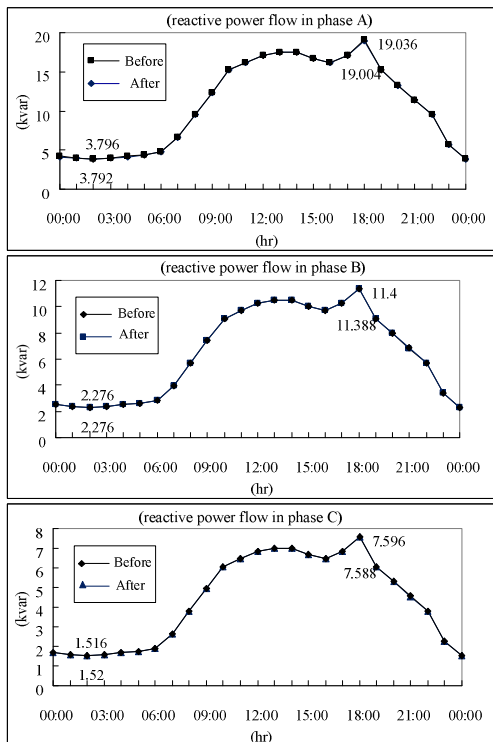 (reactive power flow in phase A)
20
15
10
5
0
(kvar)
Before
After
19.036
19.004
3.796
3.792
00:00 03:00 06:00 09:00 12:00 15:00 18:00 21:00 00:00
(hr)
(reactive power flow in phase B)
12
10
8
6
4
2
0
(kvar)
Before
After
11.4
11.388
2.276
2.276
00:00 03:00 06:00 09:00 12:00 15:00 18:00 21:00 00:00
(hr)
(reactive power flow in phase C)
8
7
6
5
4
3
2
1
0
(kvar)
Before
After
7.596
7.588
1.516
1.52
00:00 03:00 06:00 09:00 12:00 15:00 18:00 21:00 00:00
(hr)